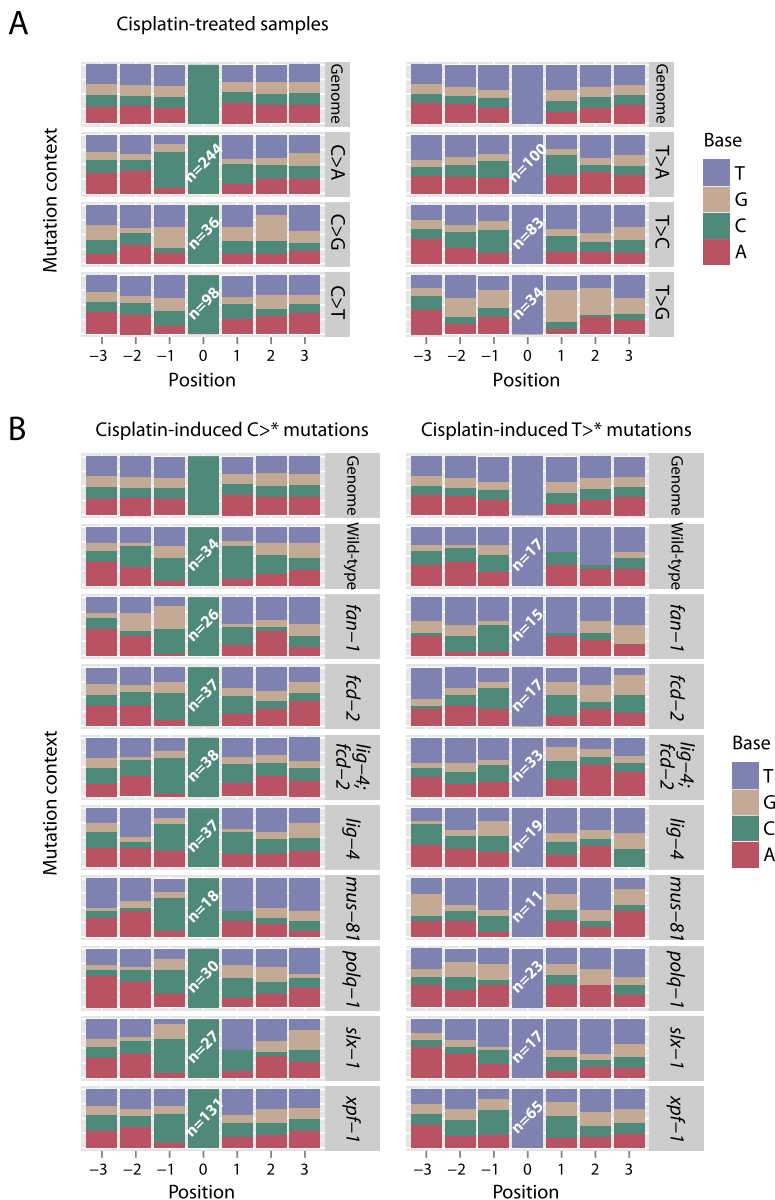 A
Cisplatin-treated samples
Mutation context
Genome
Genome
n=244
C>A
n=100
T>A
n=36
C>G
n=83
T>C
n=98
C>T
n=34
T>G
Base
T
G
C
A
−3 −2 −1 0 1 2 3
−3 −2 −1 0 1 2 3
Position
Position
B
Cisplatin-induced C>* mutations
Cisplatin-induced T>* mutations
Mutation context
Genome
Genome
n=34
Wild-type
n=17
Wild-type
n=26
fan−1
n=15
fan−1
n=37
fcd−2
n=17
fcd−2
n=38
lig−4;
fcd−2
n=33
lig−4;
fcd−2
n=37
lig−4
n=19
lig−4
n=18
mus−81
n=11
mus−81
n=30
polq−1
n=23
polq−1
n=27
slx−1
n=17
slx−1
n=131
xpf−1
n=65
xpf−1
Base
T
G
C
A
−3 −2 −1 0 1 2 3
−3 −2 −1 0 1 2 3
Position
Position